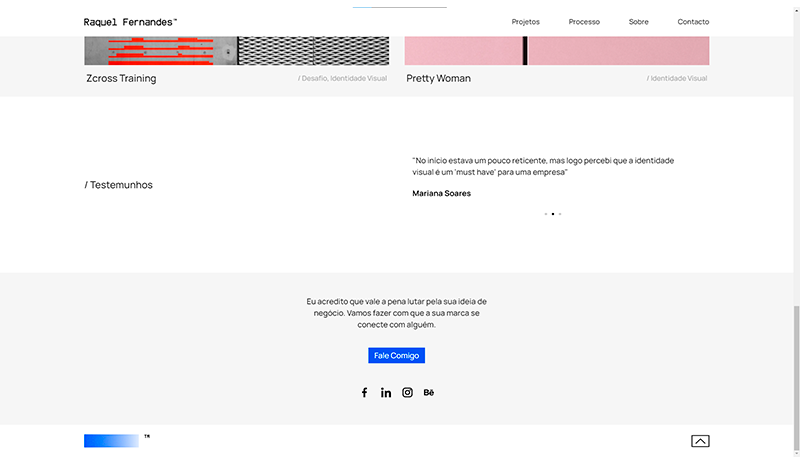 Raquel Fernandes™
Projetos
Processo
Sobre
Contacto
Zcross Training
/ Desafio, Identidade Visual
Pretty Woman
/ Identidade Visual
/ Testemunhos
"No início estava um pouco reticente, mas logo percebi que a identidade
visual é um 'must have' para uma empresa"
Mariana Soares
Eu acredito que vale a pena lutar pela sua ideia de
negócio. Vamos fazer com que a sua marca se
conecte com alguém.
Fale Comigo
Bē
TM